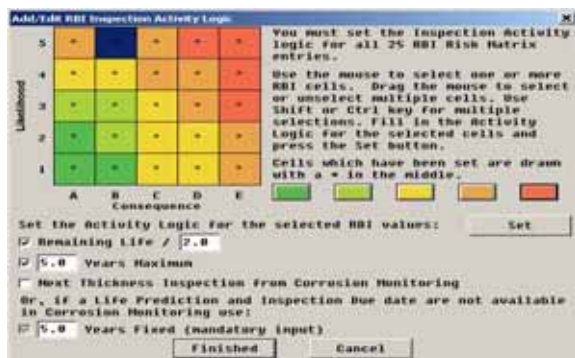 Add/Edit RBI Inspection Activity Logic
You must set the Inspection Activity
logic for all 25 RBI Risk Matrix
entries.
Use the mouse to select one or more
RBI cells. Drag the mouse to select
or unselect multiple cells. Use
Shift or Ctrl key for multiple
selections. Fill in the Activity
Logic for the selected cells and
press the Set button.
Cells which have been set are drawn
with a * in the middle.
Likelihood
5 * * * * *
4 * * * * *
3 * * * * *
2 * * * * *
1 * * * * *
A B C D E
Consequence
Set the Activity Logic for the selected RBI values: Set
Remaining Life / 2.0
5.0 Years Maximum
Next Thickness Inspection from Corrosion Monitoring
Or, if a Life Prediction and Inspection Due date are not available
in Corrosion Monitoring use:
5.0 Years Fixed (mandatory input)
Finished Cancel